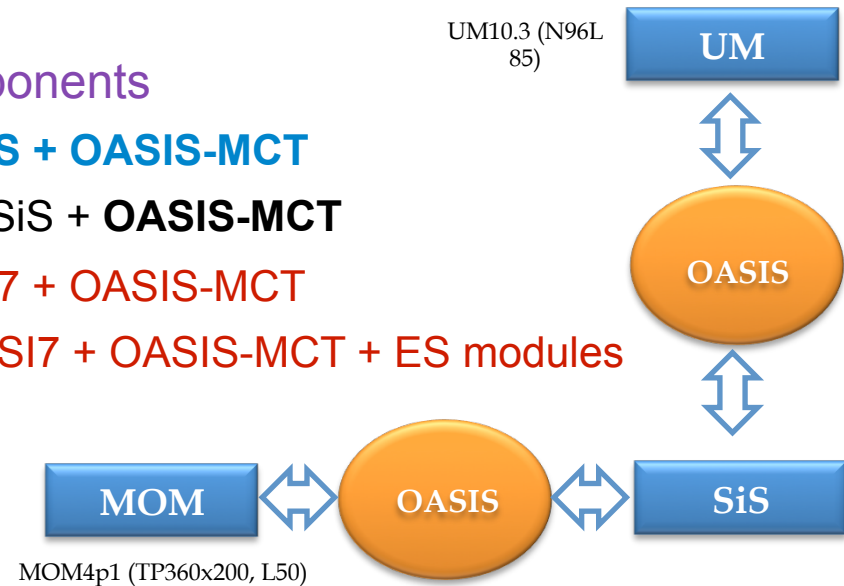 UM10.3 (N96L
85)
UM
ponents
S + OASIS-MCT
SiS + OASIS-MCT
7 + OASIS-MCT
SI7 + OASIS-MCT + ES modules
OASIS
MOM
OASIS
SiS
MOM4p1 (TP360x200, L50)